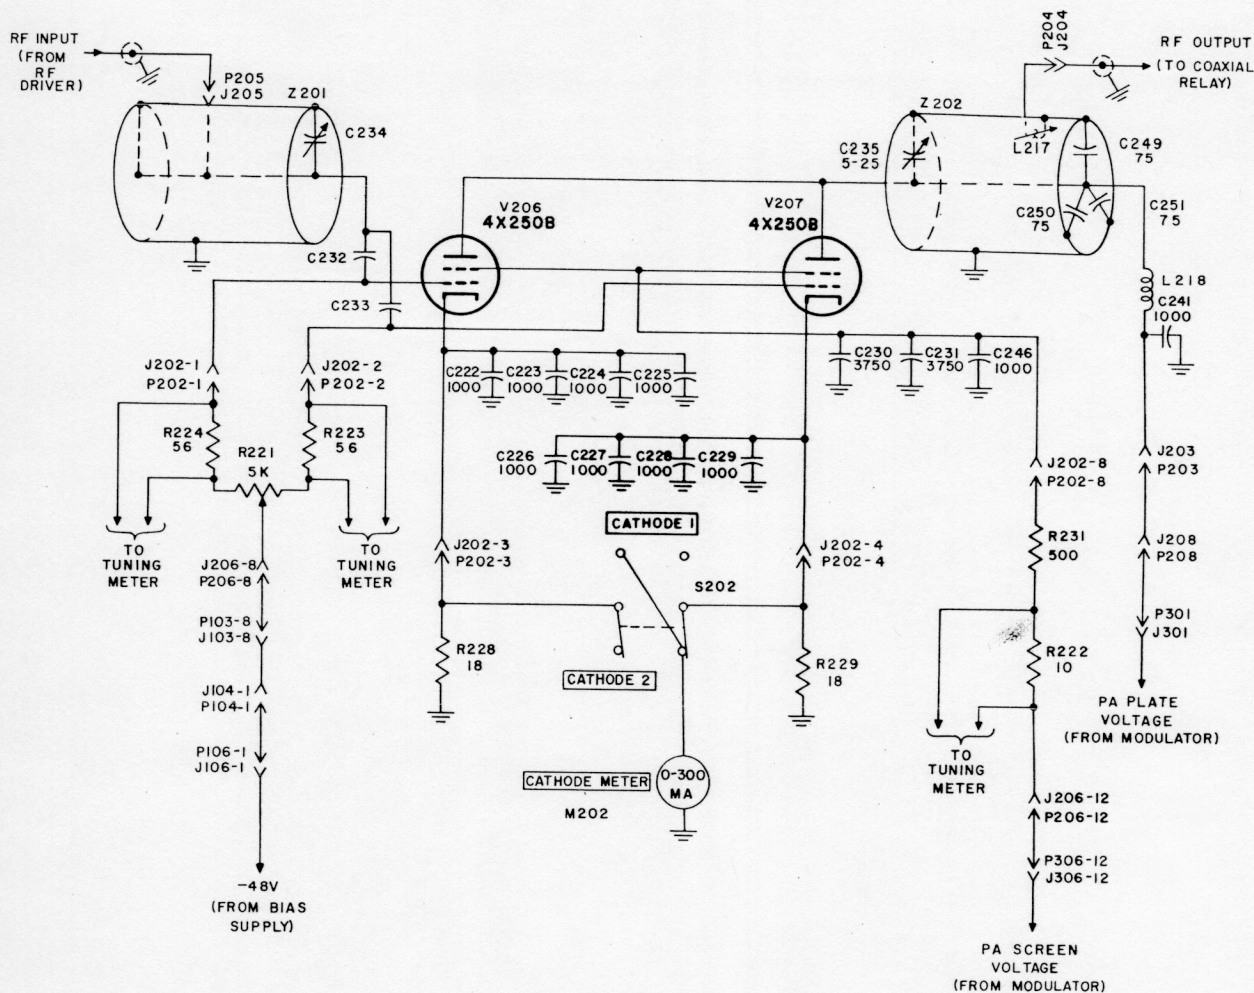 RF INPUT
(FROM
RF
DRIVER)
P205
J205
Z201
C234
C232
C233
V206
4X250B
V207
4X250B
C235
5-25
Z202
P204
J204
RF OUTPUT
(TO COAXIAL
RELAY)
L217
C249
75
C250
75
C251
75
L218
C241
1000
J202-1
P202-1
J202-2
P202-2
R224
56
R223
56
R221
5K
TO
TUNING
METER
TO
TUNING
METER
J206-8
P206-8
P103-8
J103-8
J104-1
P104-1
P106-1
J106-1
-48V
(FROM BIAS
SUPPLY)
C222
1000
C223
1000
C224
1000
C225
1000
C226
1000
C227
1000
C228
1000
C229
1000
C230
3750
C231
3750
C246
1000
CATHODE 1
J202-3
P202-3
S202
J202-4
P202-4
R228
18
R229
18
CATHODE 2
CATHODE METER
M202
0-300
MA
J202-8
P202-8
R231
500
R222
10
TO
TUNING
METER
J206-12
P206-12
P306-12
J306-12
PA SCREEN
VOLTAGE
(FROM MODULATOR)
J203
P203
J208
P208
P301
J301
PA PLATE
VOLTAGE
(FROM MODULATOR)